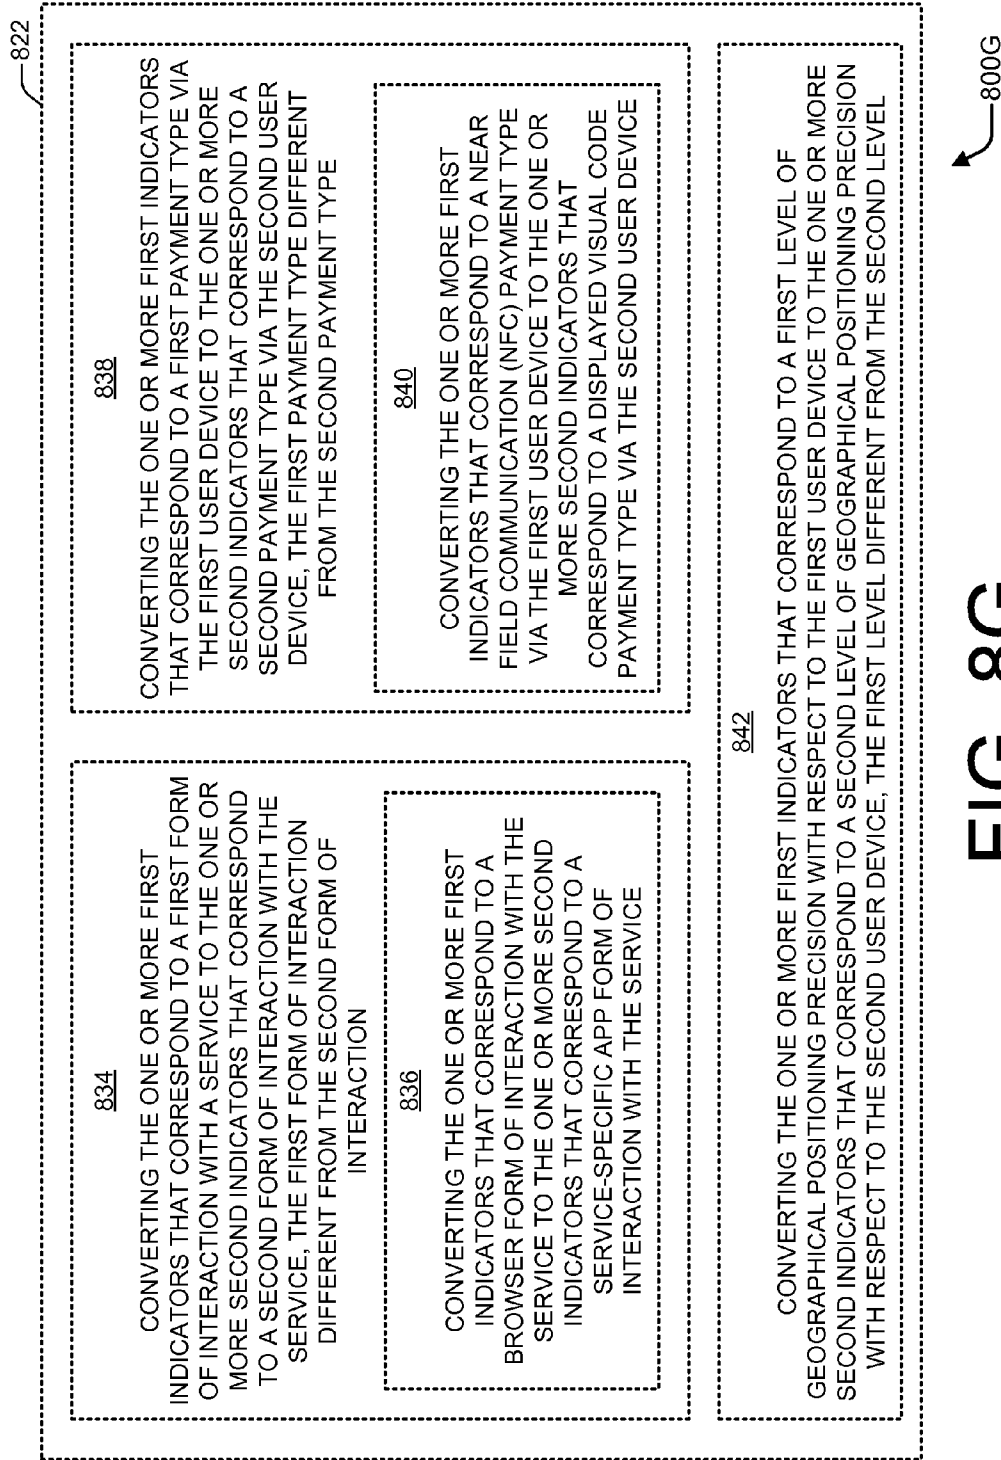 822
834
CONVERTING THE ONE OR MORE FIRST
INDICATORS THAT CORRESPOND TO A FIRST FORM
OF INTERACTION WITH A SERVICE TO THE ONE OR
MORE SECOND INDICATORS THAT CORRESPOND
TO A SECOND FORM OF INTERACTION WITH THE
SERVICE, THE FIRST FORM OF INTERACTION
DIFFERENT FROM THE SECOND FORM OF
INTERACTION
836
CONVERTING THE ONE OR MORE FIRST
INDICATORS THAT CORRESPOND TO A
BROWSER FORM OF INTERACTION WITH THE
SERVICE TO THE ONE OR MORE SECOND
INDICATORS THAT CORRESPOND TO A
SERVICE-SPECIFIC APP FORM OF
INTERACTION WITH THE SERVICE
838
CONVERTING THE ONE OR MORE FIRST INDICATORS
THAT CORRESPOND TO A FIRST PAYMENT TYPE VIA
THE FIRST USER DEVICE TO THE ONE OR MORE
SECOND INDICATORS THAT CORRESPOND TO A
SECOND PAYMENT TYPE VIA THE SECOND USER
DEVICE, THE FIRST PAYMENT TYPE DIFFERENT
FROM THE SECOND PAYMENT TYPE
840
CONVERTING THE ONE OR MORE FIRST
INDICATORS THAT CORRESPOND TO A NEAR
FIELD COMMUNICATION (NFC) PAYMENT TYPE
VIA THE FIRST USER DEVICE TO THE ONE OR
MORE SECOND INDICATORS THAT
CORRESPOND TO A DISPLAYED VISUAL CODE
PAYMENT TYPE VIA THE SECOND USER DEVICE
842
CONVERTING THE ONE OR MORE FIRST INDICATORS THAT CORRESPOND TO A FIRST LEVEL OF
GEOGRAPHICAL POSITIONING PRECISION WITH RESPECT TO THE FIRST USER DEVICE TO THE ONE OR MORE
SECOND INDICATORS THAT CORRESPOND TO A SECOND LEVEL OF GEOGRAPHICAL POSITIONING PRECISION
WITH RESPECT TO THE SECOND USER DEVICE, THE FIRST LEVEL DIFFERENT FROM THE SECOND LEVEL
800G
FIG. 8G